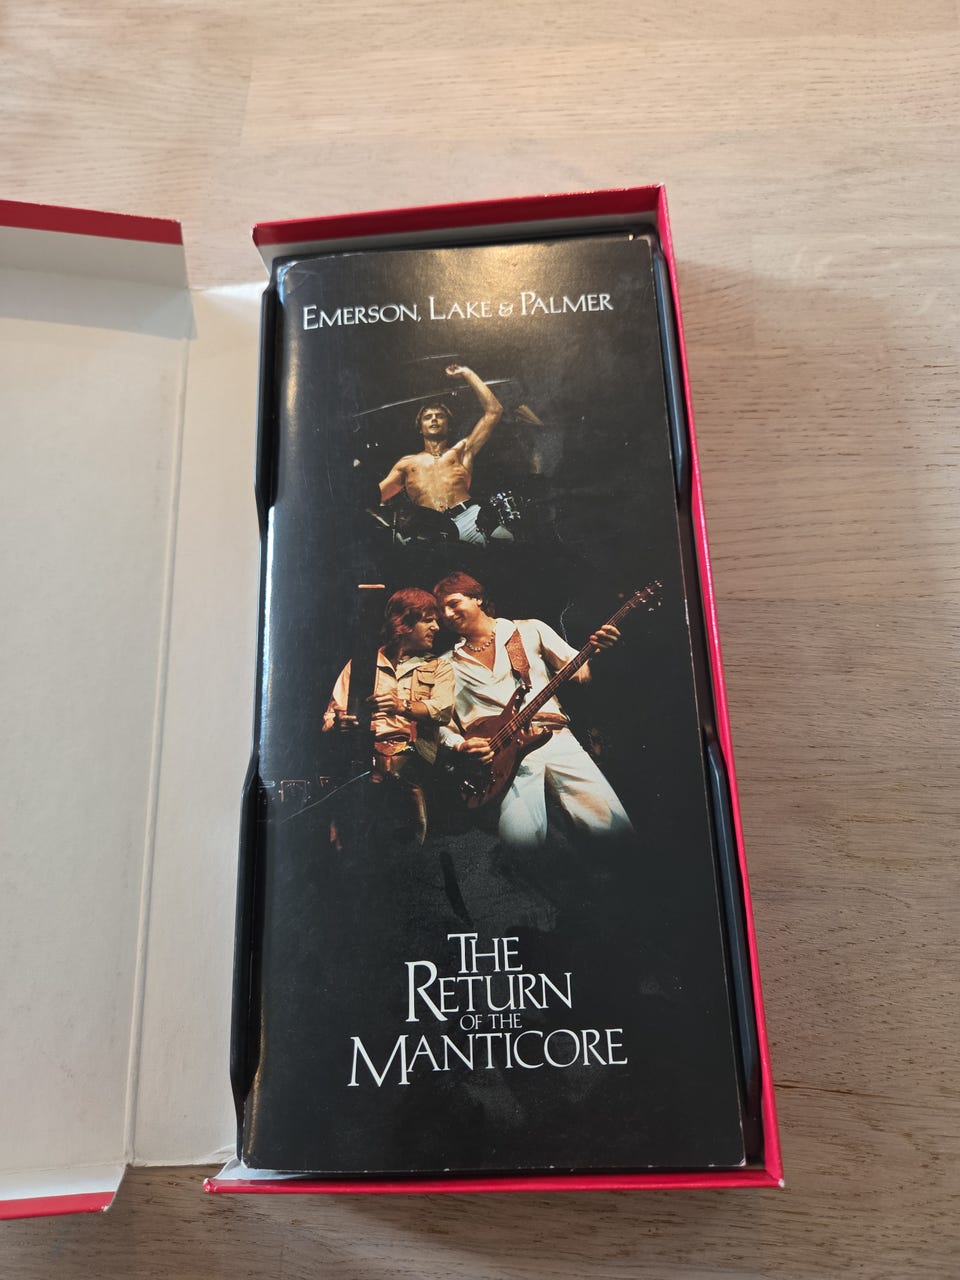 EMERSON, LAKE & PALMER
THE
RETURN
OF THE
MANTICORE